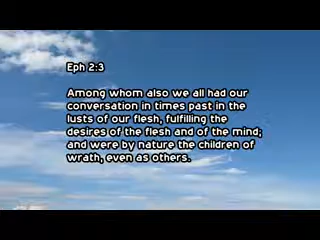 Eph 2:3
Among whom also we all had our
conversation in times past in the
lusts of our flesh, fulfilling the
desires of the flesh and of the mind;
and were by nature the children of
wrath, even as others.